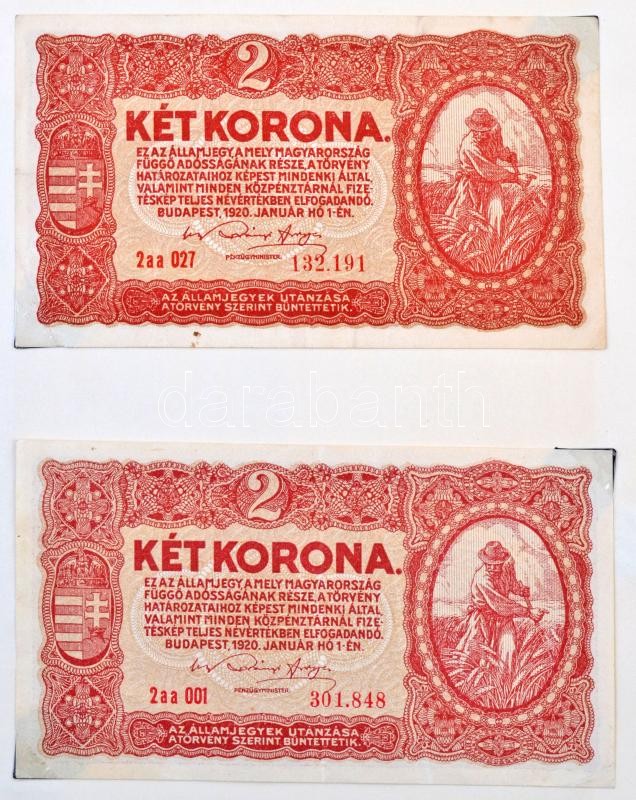 2
KÉT KORONA.
EZ AZ ÁLLAMJEGY, A MELY MAGYARORSZÁG
FÜGGŐ ADÓSSÁGÁNAK RÉSZE, A TÖRVÉNY
HATÁROZATAIHOZ KÉPEST MINDENKI ÁLTAL
VALAMINT MINDEN KÖZPÉNZTÁRNÁL FIZE-
TÉSKÉP TELJES NÉVÉRTÉKBEN ELFOGADANDÓ.
BUDAPEST, 1920. JANUÁR HÓ 1-ÉN.
2aa 027 PÉNZÜGYMINISTER. 132.191
AZ ÁLLAMJEGYEK UTÁNZÁSA
A TÖRVÉNY SZERINT BÜNTETTETIK.
darabanth
2
KÉT KORONA.
EZ AZ ÁLLAMJEGY, A MELY MAGYARORSZÁG
FÜGGŐ ADÓSSÁGÁNAK RÉSZE, A TÖRVÉNY
HATÁROZATAIHOZ KÉPEST MINDENKI ÁLTAL
VALAMINT MINDEN KÖZPÉNZTÁRNÁL FIZE-
TÉSKÉP TELJES NÉVÉRTÉKBEN ELFOGADANDÓ.
BUDAPEST, 1920. JANUÁR HÓ 1-ÉN.
2aa 001 PÉNZÜGYMINISTER. 301.848
AZ ÁLLAMJEGYEK UTÁNZÁSA
A TÖRVÉNY SZERINT BÜNTETTETIK.